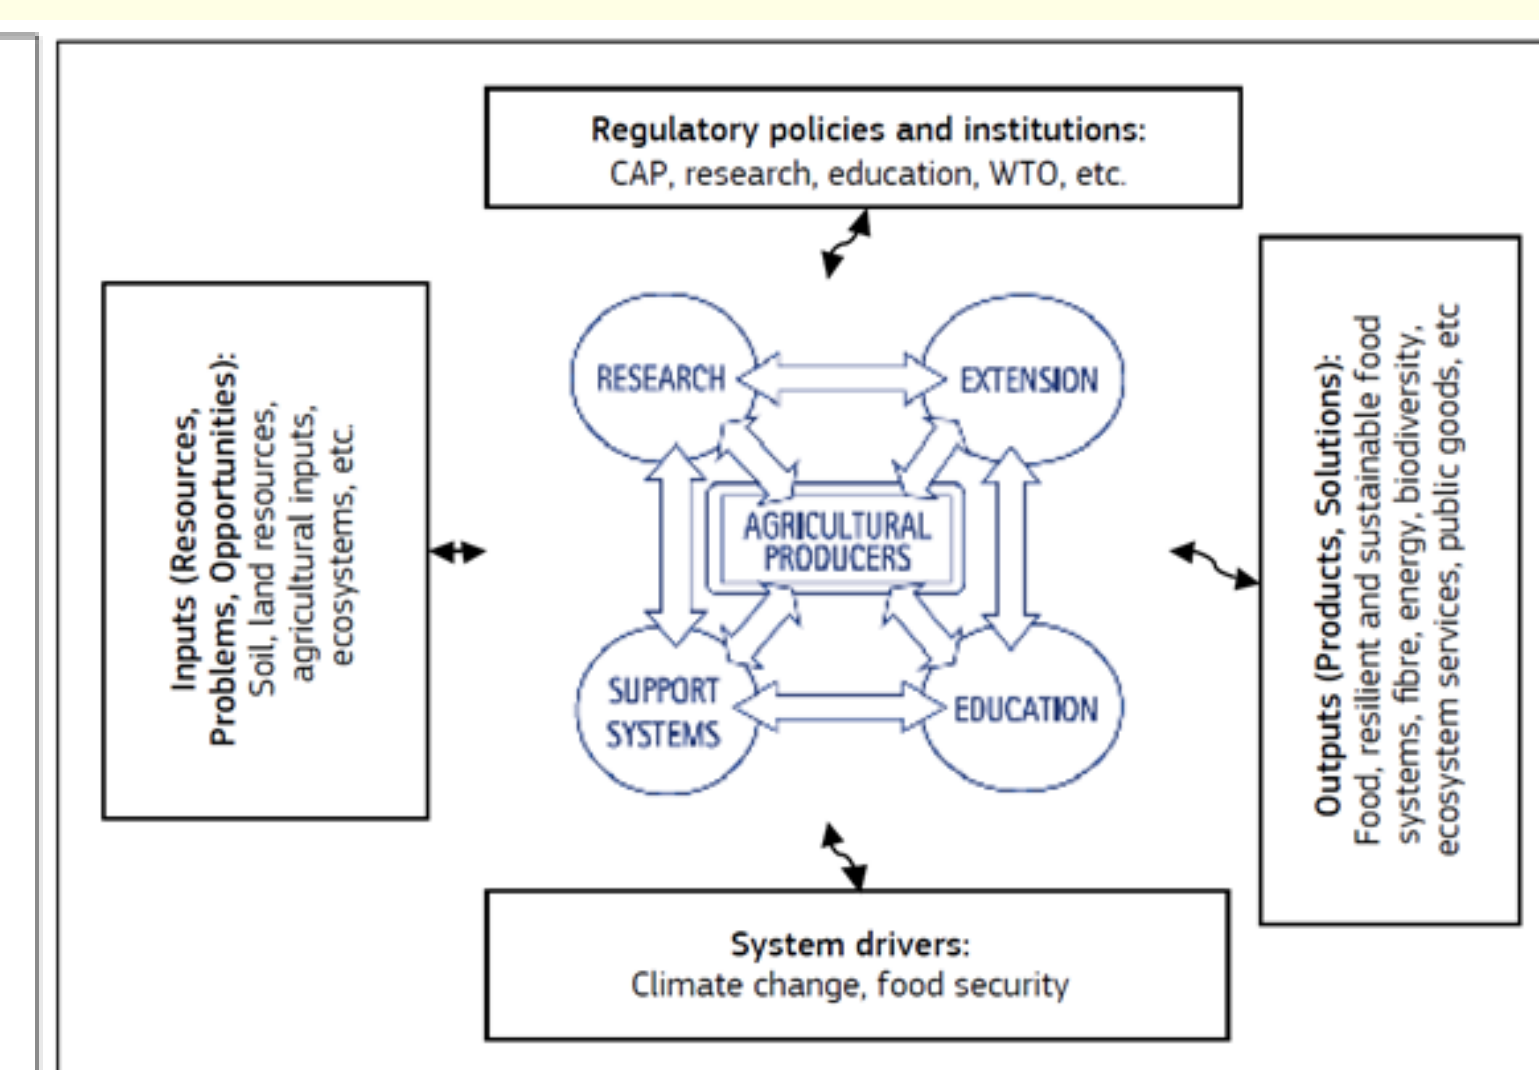 Regulatory policies and institutions:
CAP, research, education, WTO, etc.
Inputs (Resources,
Problems, Opportunities):
Soil, land resources,
agricultural inputs,
ecosystems, etc.
RESEARCH
EXTENSION
AGRICULTURAL
PRODUCERS
SUPPORT
SYSTEMS
EDUCATION
Outputs (Products, Solutions):
Food, resilient and sustainable food
systems, fibre, energy, biodiversity,
ecosystem services, public goods, etc
System drivers:
Climate change, food security